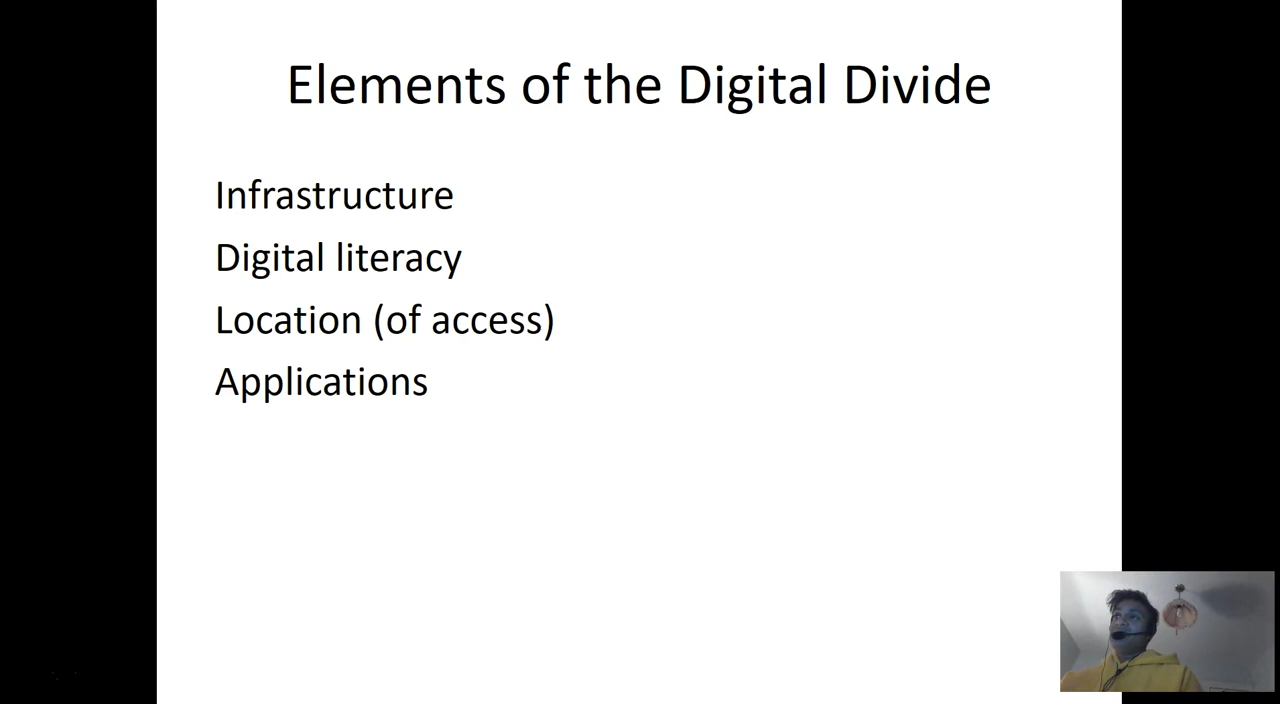 Elements of the Digital Divide
Infrastructure
Digital literacy
Location (of access)
Applications